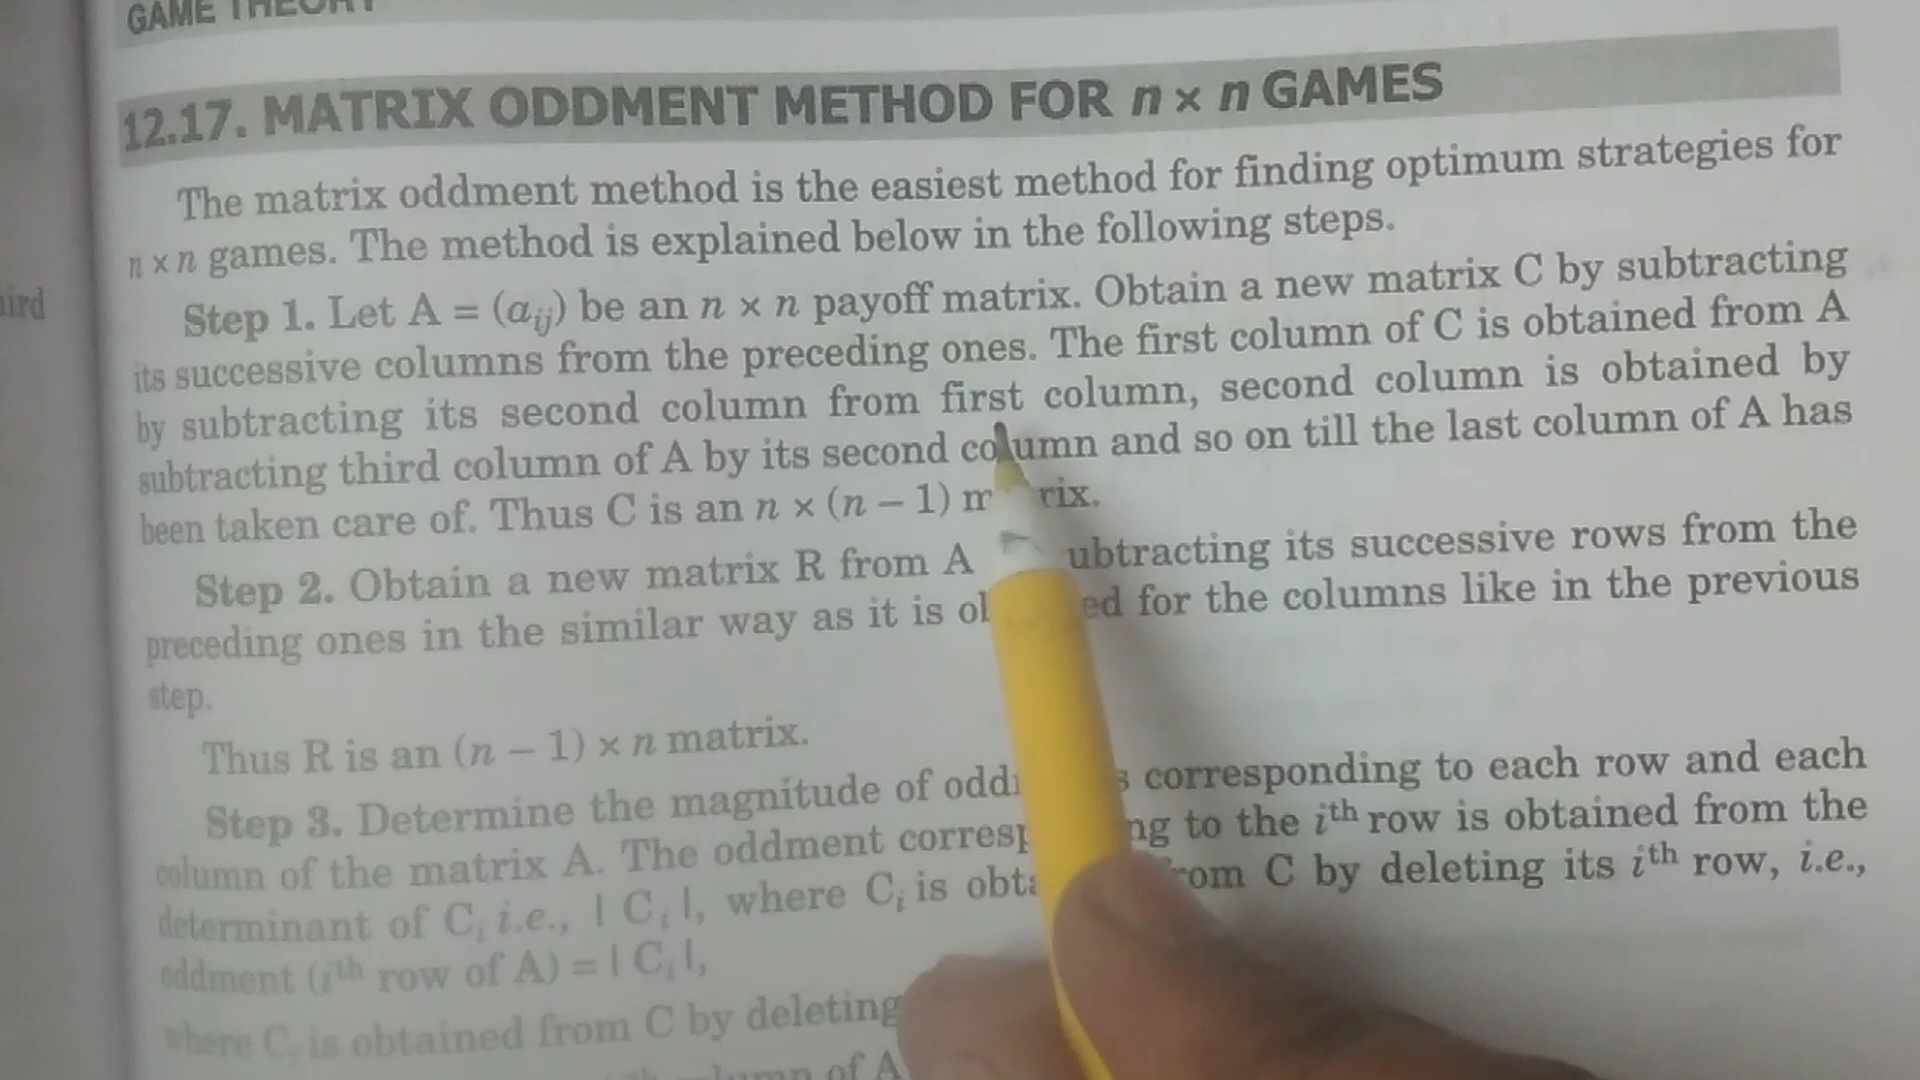 GAME THEORY
12.17. MATRIX ODDMENT METHOD FOR n × n GAMES
The matrix oddment method is the easiest method for finding optimum strategies for
n × n games. The method is explained below in the following steps.
Step 1. Let A = (aij) be an n × n payoff matrix. Obtain a new matrix C by subtracting
its successive columns from the preceding ones. The first column of C is obtained from A
by subtracting its second column from first column, second column is obtained by
subtracting third column of A by its second column and so on till the last column of A has
been taken care of. Thus C is an n × (n – 1) m rix.
Step 2. Obtain a new matrix R from A ubtracting its successive rows from the
preceding ones in the similar way as it is ob ed for the columns like in the previous
step.
Thus R is an (n – 1) × n matrix.
Step 3. Determine the magnitude of odd s corresponding to each row and each
column of the matrix A. The oddment corresp ng to the ith row is obtained from the
determinant of Ci i.e., | Ci |, where Ci is obta rom C by deleting its ith row, i.e.,
oddment (ith row of A) = | Ci |,
where Ci is obtained from C by deleting
column of A
ird